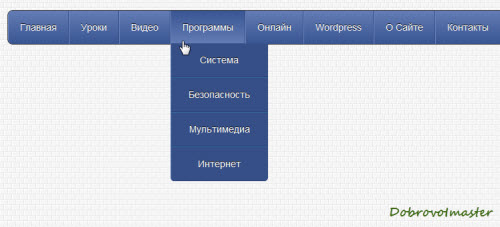 Главная Уроки Видео Программы Онлайн Wordpress О Сайте Контакты
Система
Безопасность
Мультимедиа
Интернет
Dobrovolmaster